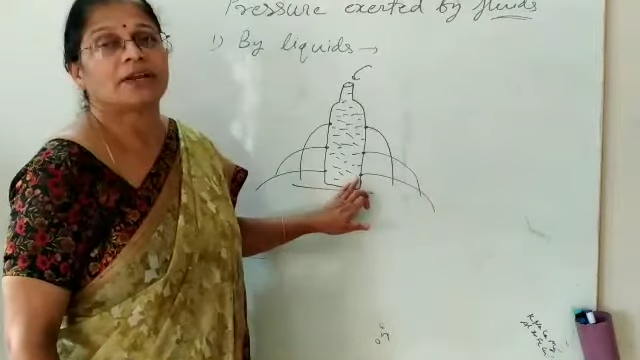 Pressure exerted by fluids
1) By liquids →